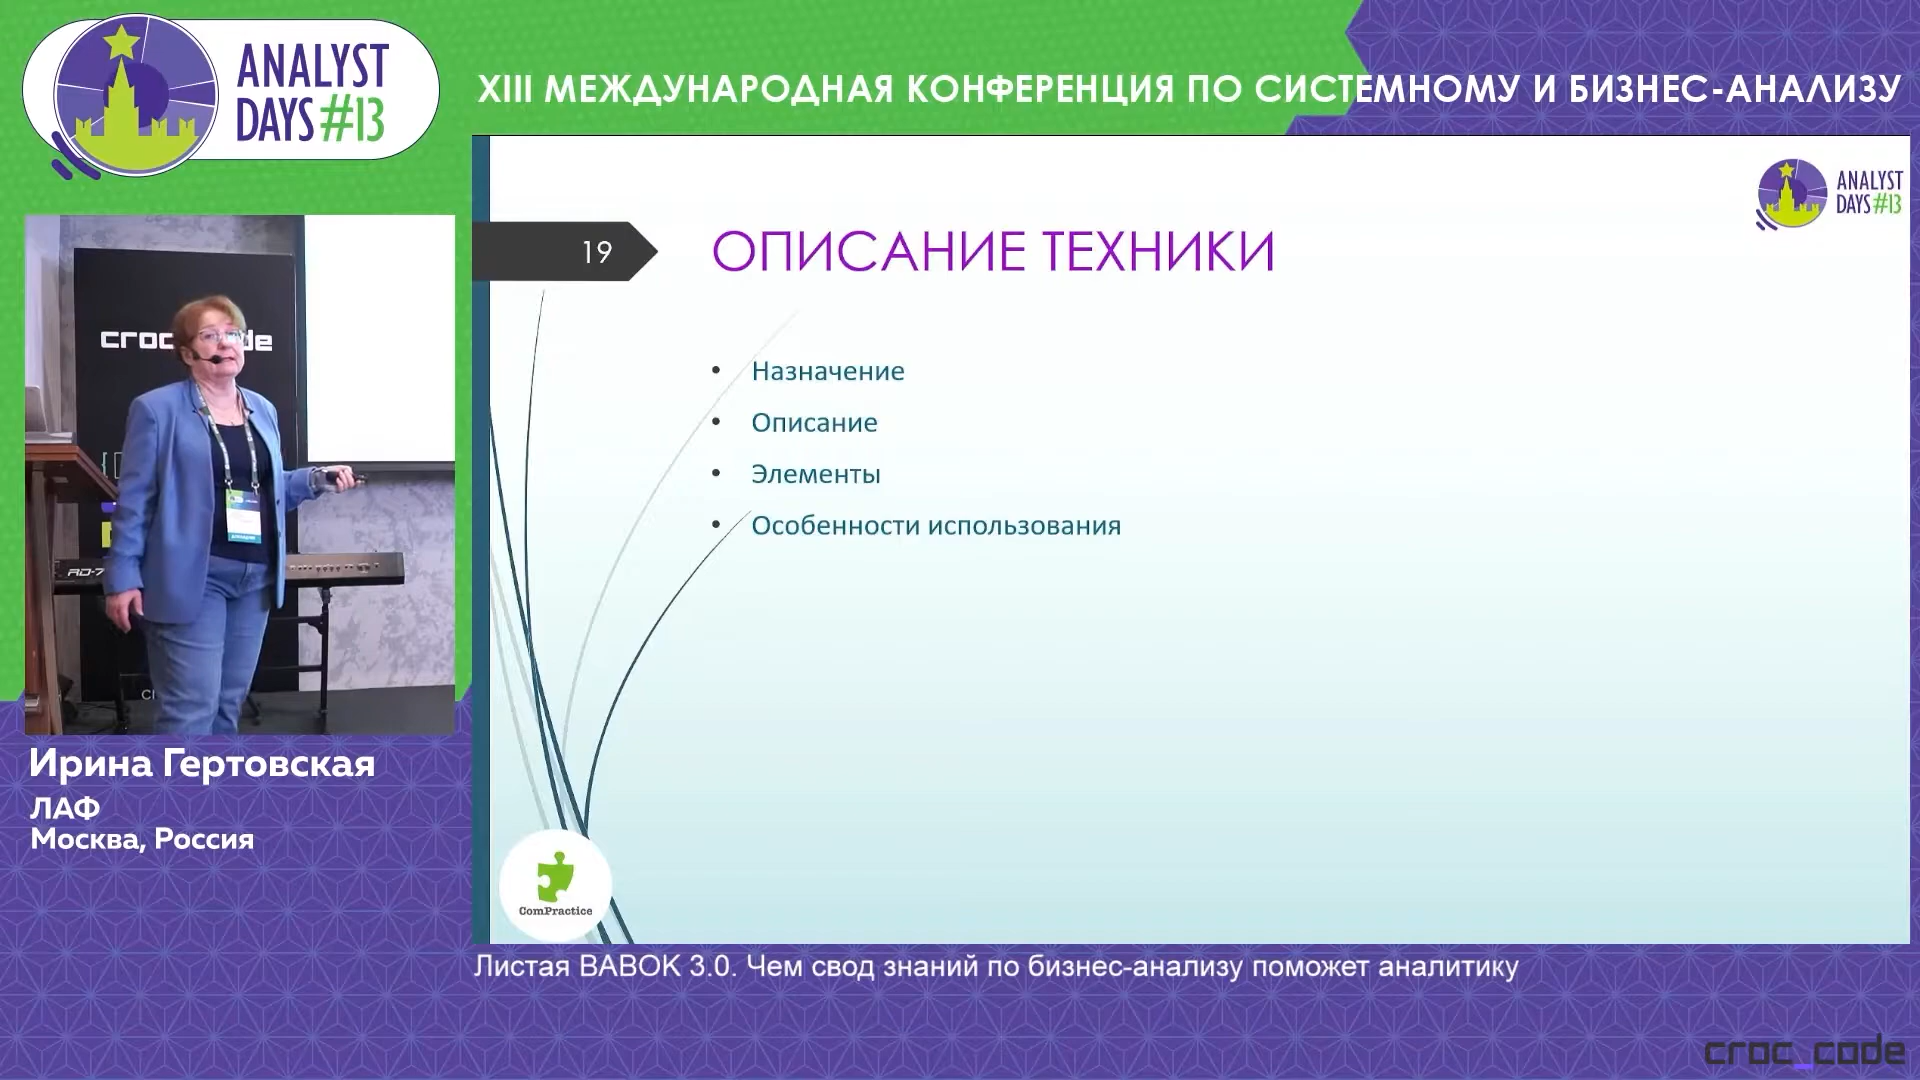 ANALYST
DAYS #13
XIII МЕЖДУНАРОДНАЯ КОНФЕРЕНЦИЯ ПО СИСТЕМНОМУ И БИЗНЕС-АНАЛИЗУ
ANALYST
DAYS #13
19
ОПИСАНИЕ ТЕХНИКИ
• Назначение
• Описание
• Элементы
• Особенности использования
ComPractice
RD-7
Ирина Гертовская
ЛАФ
Москва, Россия
Листая BABOK 3.0. Чем свод знаний по бизнес-анализу поможет аналитику
croc_code